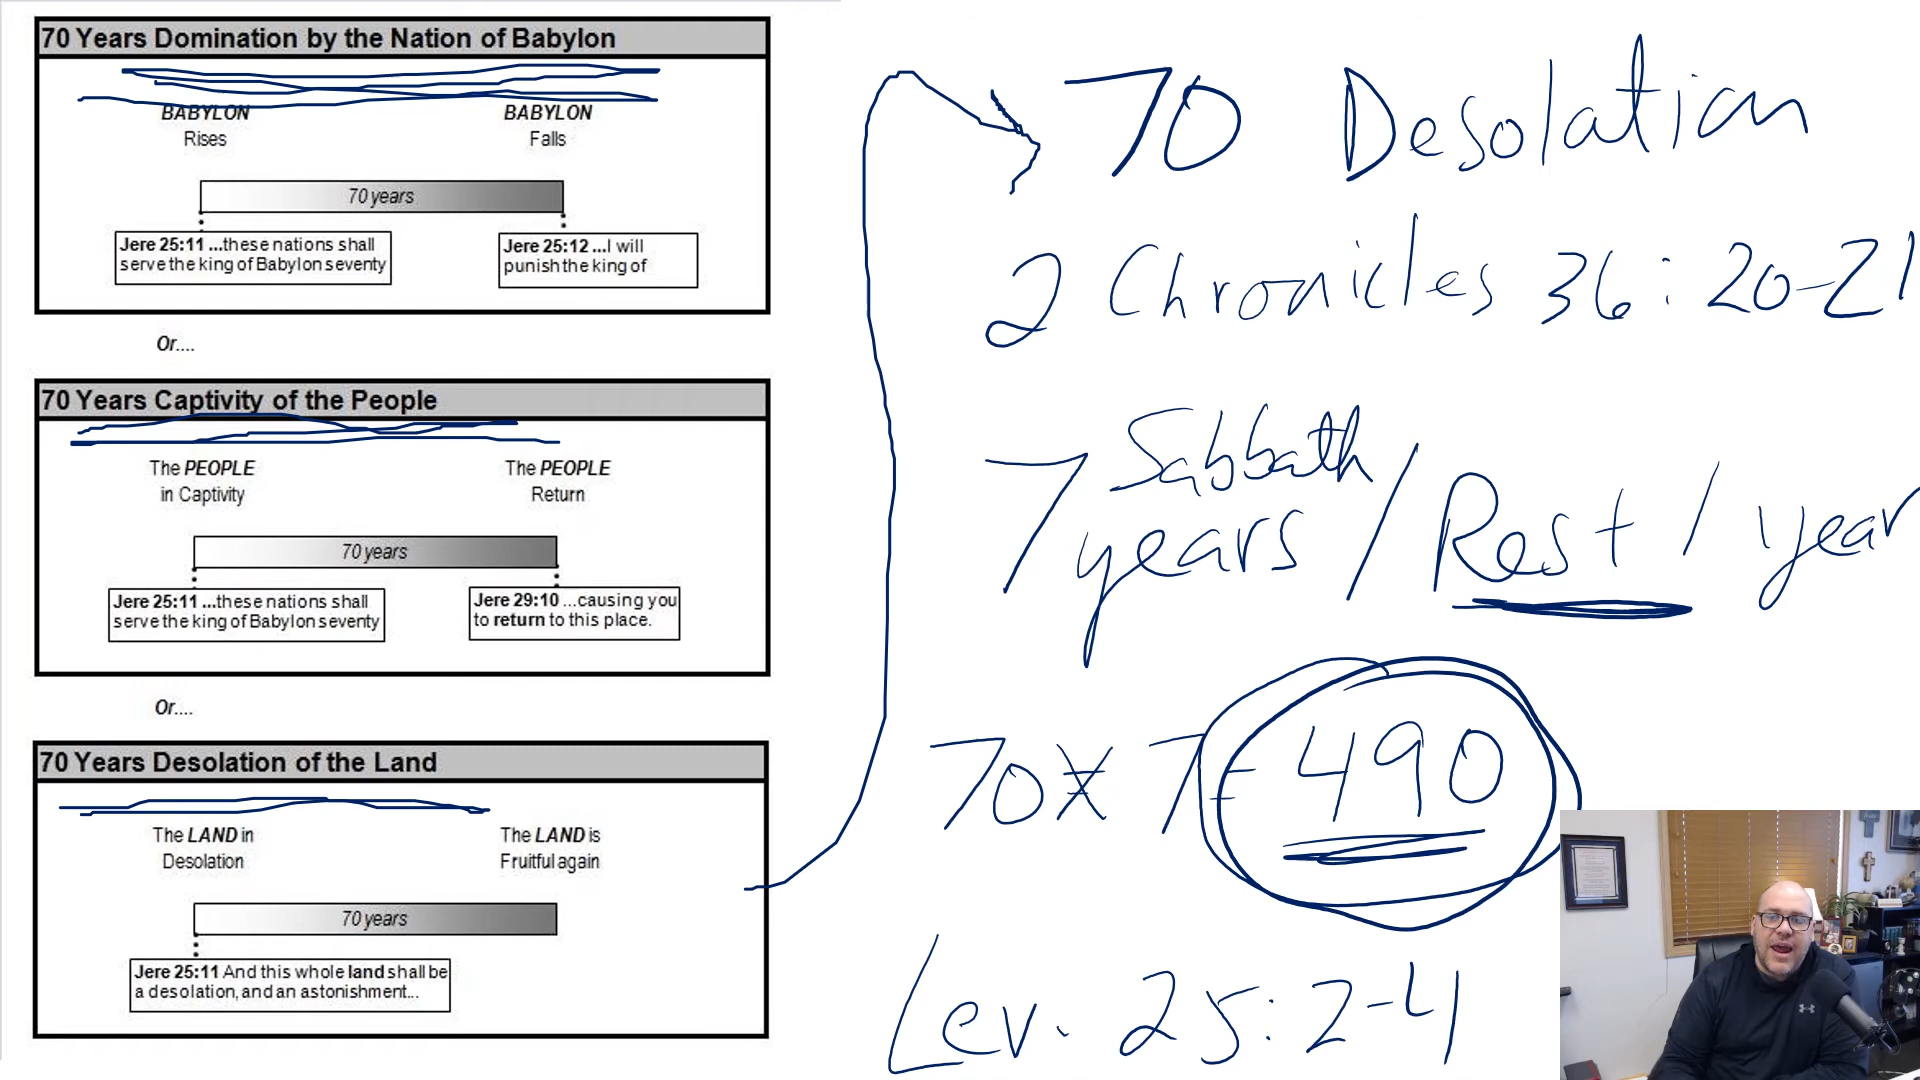 70 Years Domination by the Nation of Babylon
BABYLON
Rises
BABYLON
Falls
70 years
Jere 25:11 ...these nations shall
serve the king of Babylon seventy
Jere 25:12 ...I will
punish the king of
Or....
70 Years Captivity of the People
The PEOPLE
in Captivity
The PEOPLE
Return
70 years
Jere 25:11 ...these nations shall
serve the king of Babylon seventy
Jere 29:10 ...causing you
to return to this place.
Or....
70 Years Desolation of the Land
The LAND in
Desolation
The LAND is
Fruitful again
70 years
Jere 25:11 And this whole land shall be
a desolation, and an astonishment...
70 Desolation
2 Chronicles 36:20-21
Sabbath
7 years / Rest / year
70 x 7 = 490
Lev. 25:2-4